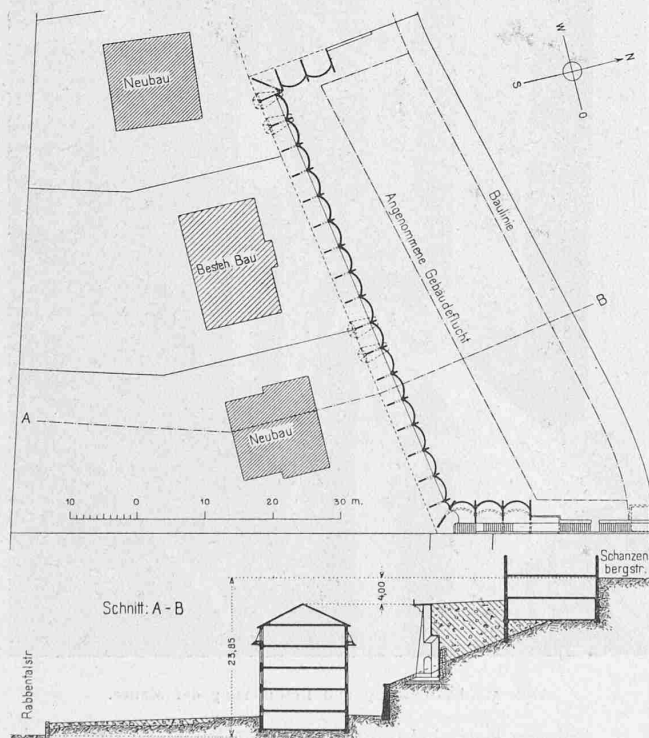 Neubau
W
N
S
O
Baulinie
Angenommene Gebäudeflucht
Besteh. Bau
B
A
Neubau
10 0 10 20 30 m.
Schnitt: A-B
4,00
Schanzen
bergstr.
23,85
Rabbentalstr